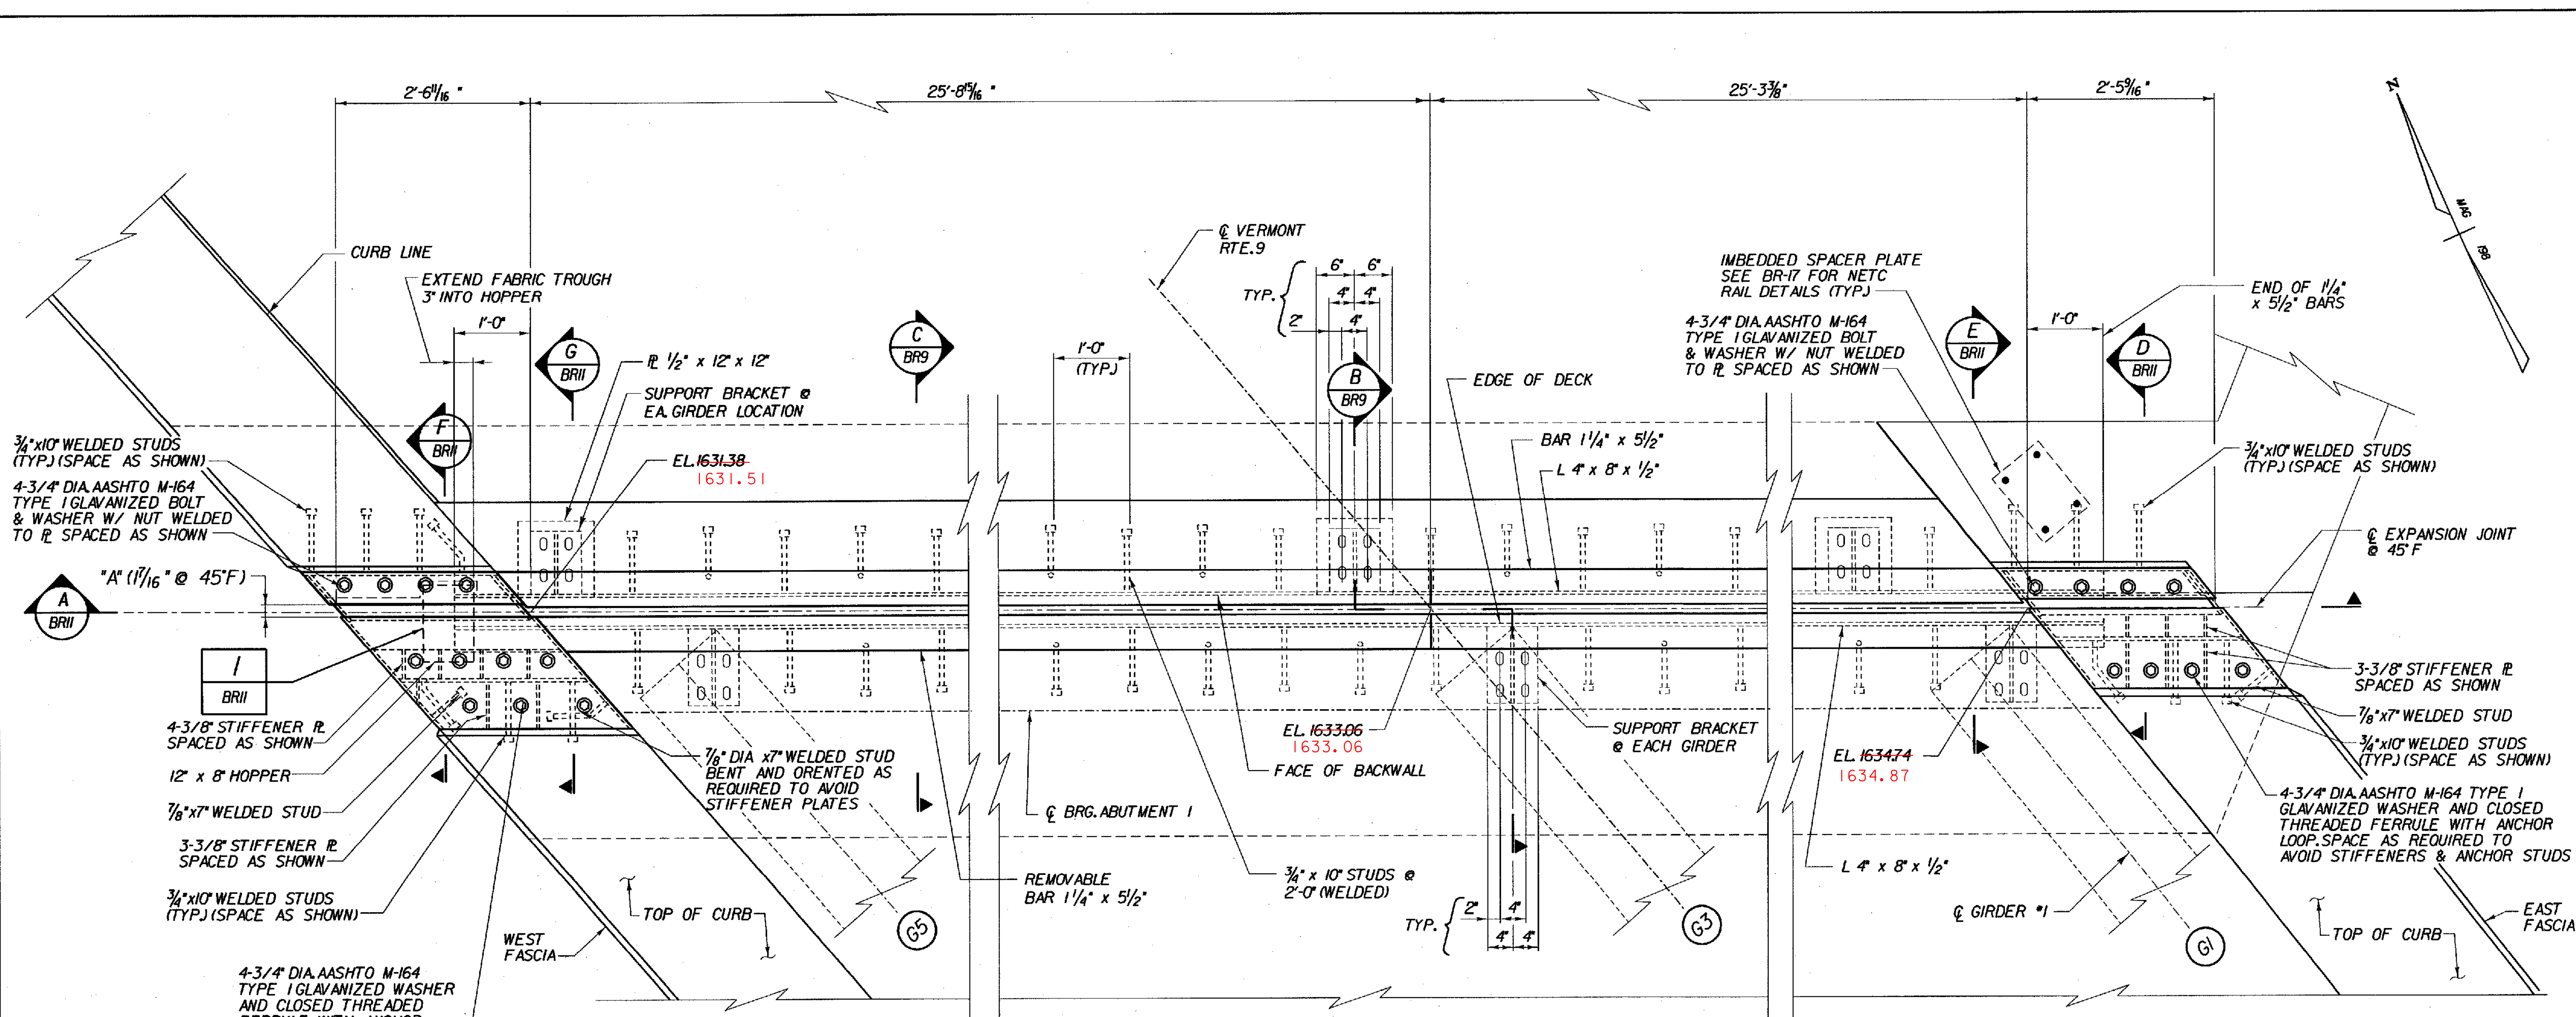 2'-6 11/16"
25'-8 15/16"
25'-3 3/8"
2'-5 9/16"
MAG
198
CURB LINE
EXTEND FABRIC TROUGH
3" INTO HOPPER
1'-0"
G
BR11
F
BR11
℄ VERMONT
RTE.9
6"
6"
4"
4"
TYP.
2"
4"
IMBEDDED SPACER PLATE
SEE BR-17 FOR NETC
RAIL DETAILS (TYP.)
4-3/4" DIA. AASHTO M-164
TYPE 1 GLAVANIZED BOLT
& WASHER W/ NUT WELDED
TO ℄ SPACED AS SHOWN
END OF 1 1/4"
x 5 1/2" BARS
1'-0"
E
BR11
D
BR11
C
BR9
B
BR9
PL 1/2" x 12" x 12"
SUPPORT BRACKET @
EA. GIRDER LOCATION
1'-0"
(TYP.)
EDGE OF DECK
BAR 1 1/4" x 5 1/2"
L 4" x 8" x 1/2"
3/4"x10" WELDED STUDS
(TYP.) (SPACE AS SHOWN)
4-3/4" DIA. AASHTO M-164
TYPE 1 GLAVANIZED BOLT
& WASHER W/ NUT WELDED
TO PL SPACED AS SHOWN
EL. 1631.38
1631.51
3/4"x10" WELDED STUDS
(TYP.) (SPACE AS SHOWN)
℄ EXPANSION JOINT
@ 45°F
"A" (1 7/16" @ 45°F)
A
BR11
1
BR11
4-3/8" STIFFENER PL
SPACED AS SHOWN
12" x 8" HOPPER
7/8"x7" WELDED STUD
3-3/8" STIFFENER PL
SPACED AS SHOWN
3/4"x10" WELDED STUDS
(TYP.) (SPACE AS SHOWN)
7/8" DIA x7" WELDED STUD
BENT AND ORENTED AS
REQUIRED TO AVOID
STIFFENER PLATES
℄ BRG. ABUTMENT 1
REMOVABLE
BAR 1 1/4" x 5 1/2"
EL. 1633.06
1633.06
FACE OF BACKWALL
3/4" x 10" STUDS @
2'-0" (WELDED)
SUPPORT BRACKET
@ EACH GIRDER
EL. 1634.74
1634.87
L 4" x 8" x 1/2"
3-3/8" STIFFENER PL
SPACED AS SHOWN
7/8"x7" WELDED STUD
3/4"x10" WELDED STUDS
(TYP.) (SPACE AS SHOWN)
4-3/4" DIA. AASHTO M-164 TYPE 1
GLAVANIZED WASHER AND CLOSED
THREADED FERRULE WITH ANCHOR
LOOP. SPACE AS REQUIRED TO
AVOID STIFFENERS & ANCHOR STUDS
TYP.
2"
4"
4"
4"
TOP OF CURB
G5
G3
℄ GIRDER #1
G1
TOP OF CURB
EAST
FASCIA
WEST
FASCIA
4-3/4" DIA. AASHTO M-164
TYPE 1 GLAVANIZED WASHER
AND CLOSED THREADED
FERRULE WITH ANCHOR